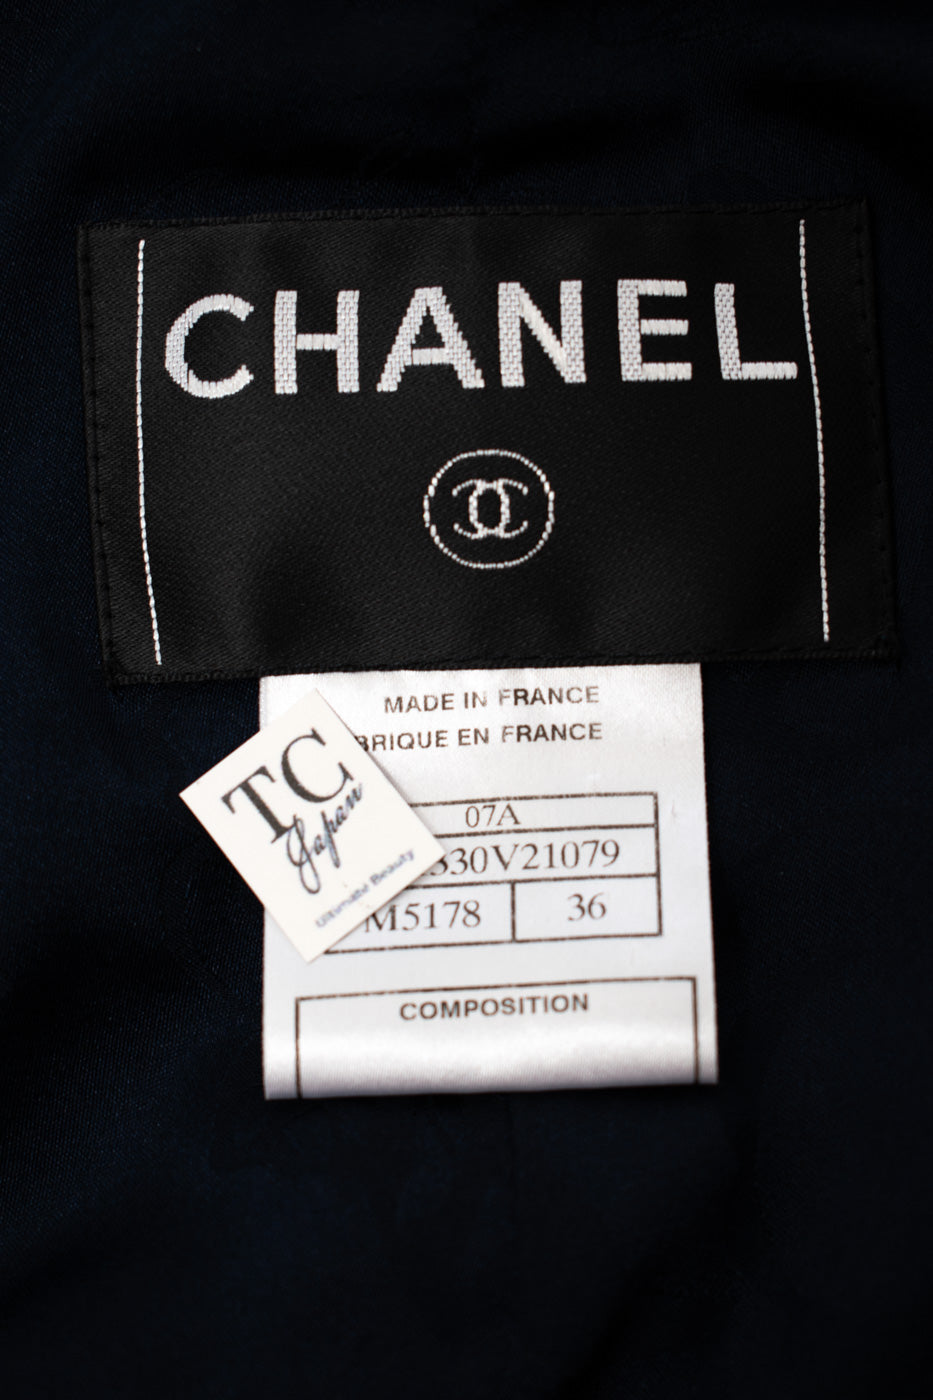 CHANEL
MADE IN FRANCE
BRIQUE EN FRANCE
TC
Japan
Ultimate Beauty
07A
330V21079
M5178 36
COMPOSITION